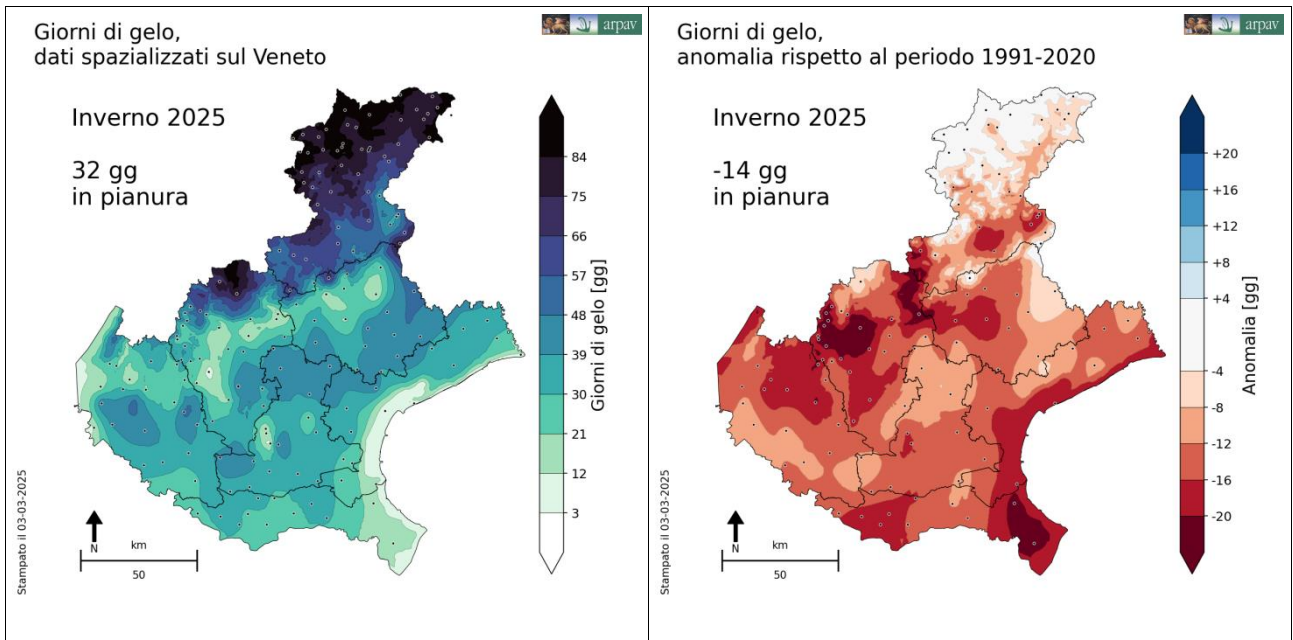 Giorni di gelo,
dati spazializzati sul Veneto
arpav
Inverno 2025
32 gg
in pianura
84
75
66
57
48
39
30
21
12
3
Giorni di gelo [gg]
Stampato il 03-03-2025
N
km
50
Giorni di gelo,
anomalia rispetto al periodo 1991-2020
arpav
Inverno 2025
-14 gg
in pianura
+20
+16
+12
+8
+4
-4
-8
-12
-16
-20
Anomalia [gg]
Stampato il 03-03-2025
N
km
50